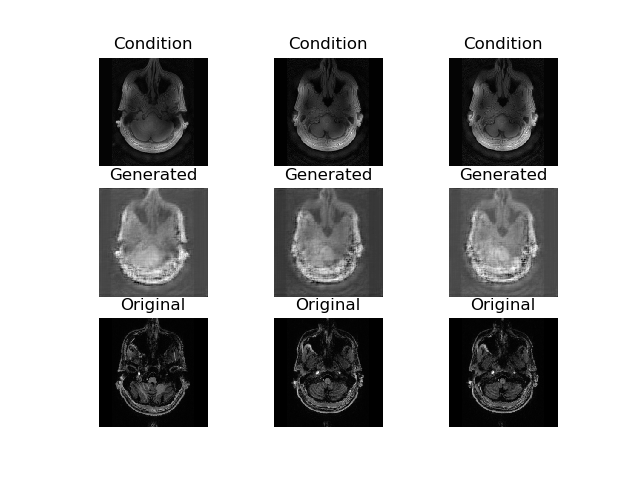 Condition Condition Condition
Generated Generated Generated
Original Original Original